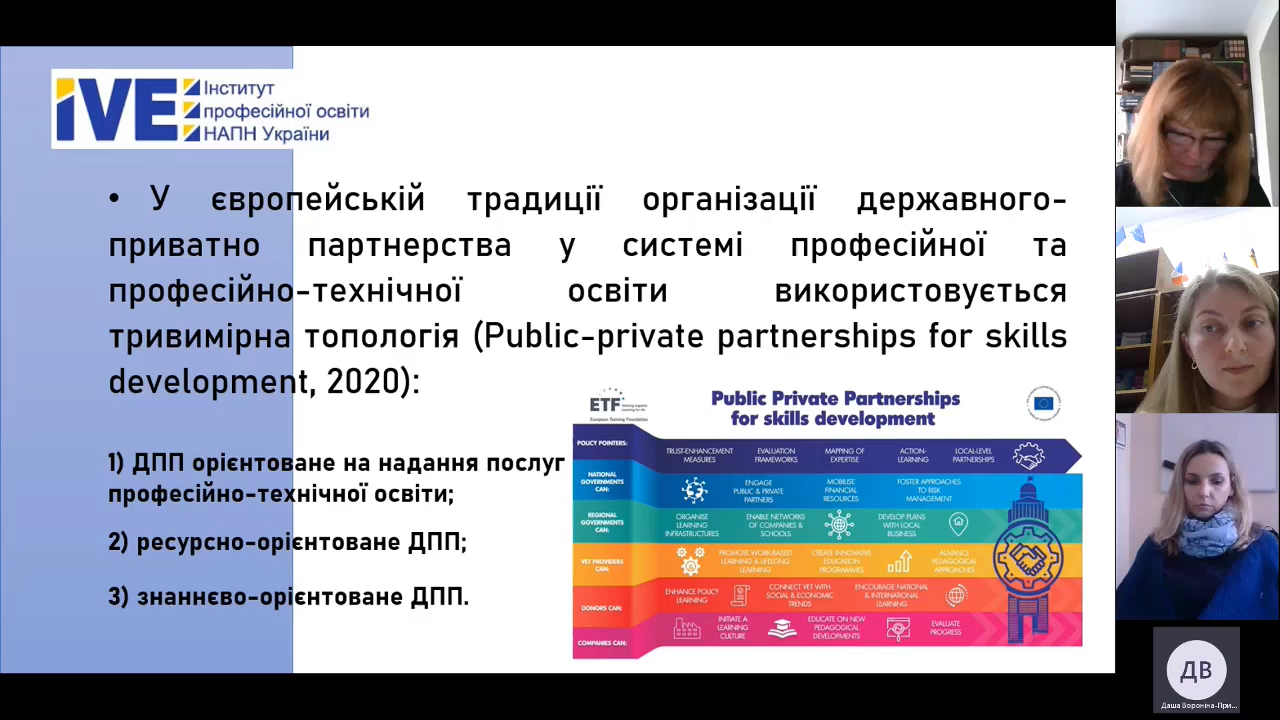 iVE
Інститут
професійної освіти
НАПН України
• У європейській традиції організації державного-
приватно партнерства у системі професійної та
професійно-технічної освіти використовується
тривимірна топологія (Public-private partnerships for skills
development, 2020):
1) ДПП орієнтоване на надання послуг
професійно-технічної освіти;
2) ресурсно-орієнтоване ДПП;
3) знаннєво-орієнтоване ДПП.
ETF
European Training Foundation
Public Private Partnerships
for skills development
POLICY POINTERS:
TRUST-ENHANCEMENT
MEASURES
EVALUATION
FRAMEWORKS
MAPPING OF
EXPERTISE
ACTION-
LEARNING
LOCAL-LEVEL
PARTNERSHIPS
NATIONAL
GOVERNMENTS
CAN:
ENGAGE
PUBLIC & PRIVATE
PARTNERS
MOBILISE
FINANCIAL
RESOURCES
FOSTER APPROACHES
TO RISK
MANAGEMENT
REGIONAL
GOVERNMENTS
CAN:
ORGANISE
LEARNING
INFRASTRUCTURES
ENABLE NETWORKS
OF COMPANIES &
SCHOOLS
DEVELOP PLANS
WITH LOCAL
BUSINESS
VET PROVIDERS
CAN:
PROMOTE WORK-BASED
LEARNING & LIFELONG
LEARNING
CREATE INNOVATIVE
EDUCATION
PROGRAMMES
ADVANCE
PEDAGOGICAL
APPROACHES
DONORS CAN:
ENHANCE POLICY
LEARNING
CONNECT VET WITH
SOCIAL & ECONOMIC
TRENDS
ENCOURAGE NATIONAL
& INTERNATIONAL
LEARNING
COMPANIES CAN:
INITIATE A
LEARNING
CULTURE
EDUCATE ON NEW
PEDAGOGICAL
DEVELOPMENTS
EVALUATE
PROGRESS
ДВ
Даша Вороніна-При...